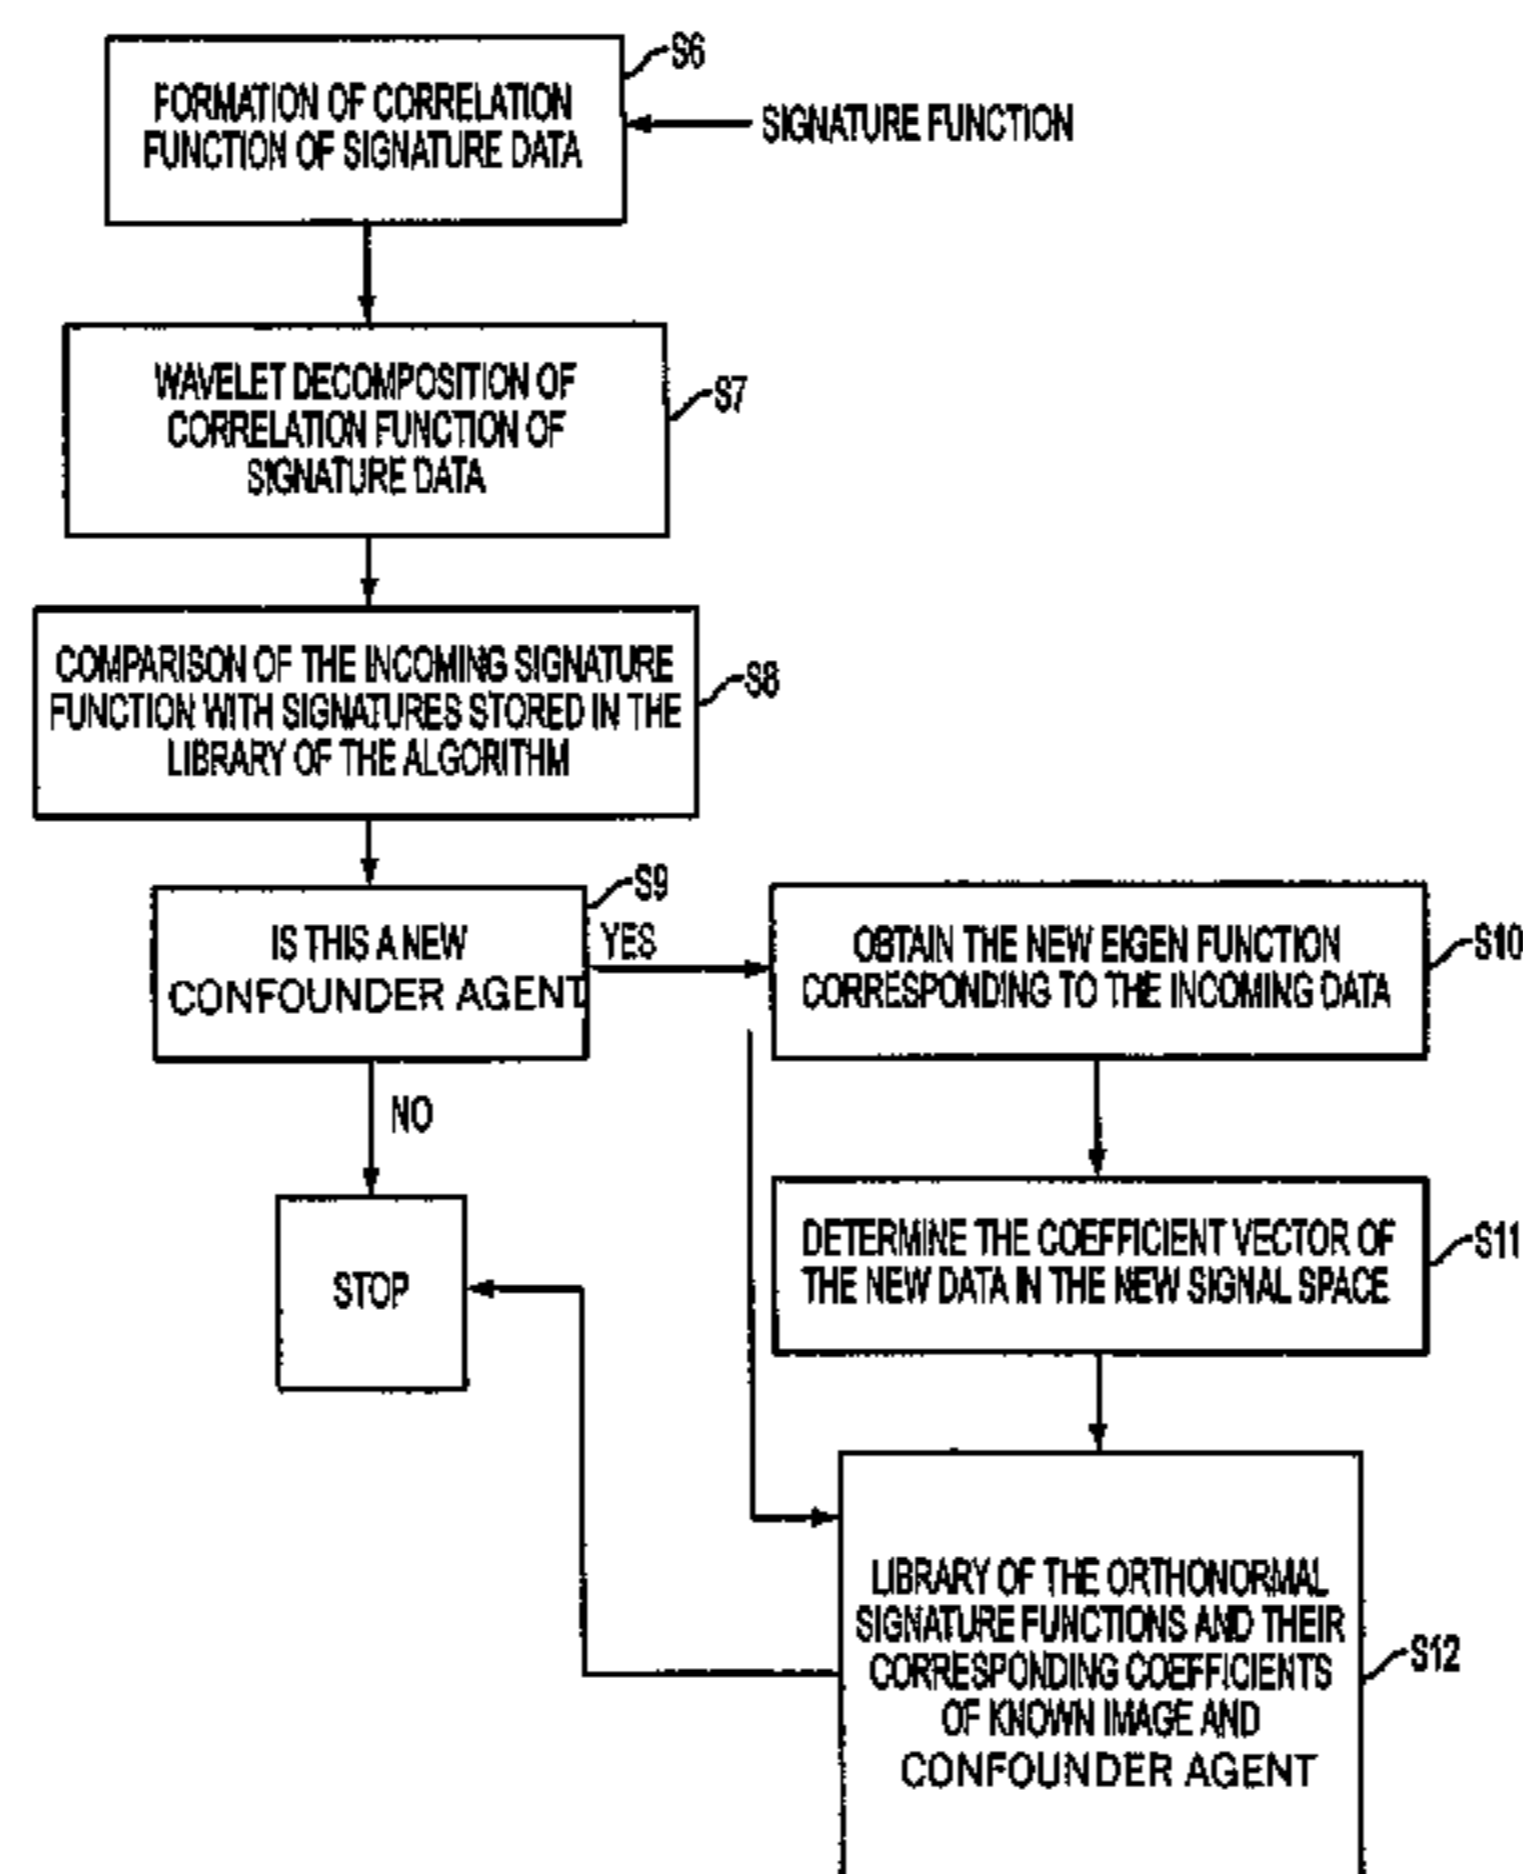 S6
FORMATION OF CORRELATION
FUNCTION OF SIGNATURE DATA
SIGNATURE FUNCTION
WAVELET DECOMPOSITION OF
CORRELATION FUNCTION OF
SIGNATURE DATA
S7
COMPARISON OF THE INCOMING SIGNATURE
FUNCTION WITH SIGNATURES STORED IN THE
LIBRARY OF THE ALGORITHM
S8
S9
IS THIS A NEW
CONFOUNDER AGENT
YES
NO
OBTAIN THE NEW EIGEN FUNCTION
CORRESPONDING TO THE INCOMING DATA
S10
DETERMINE THE COEFFICIENT VECTOR OF
THE NEW DATA IN THE NEW SIGNAL SPACE
S11
STOP
LIBRARY OF THE ORTHONORMAL
SIGNATURE FUNCTIONS AND THEIR
CORRESPONDING COEFFICIENTS
OF KNOWN IMAGE AND
CONFOUNDER AGENT
S12